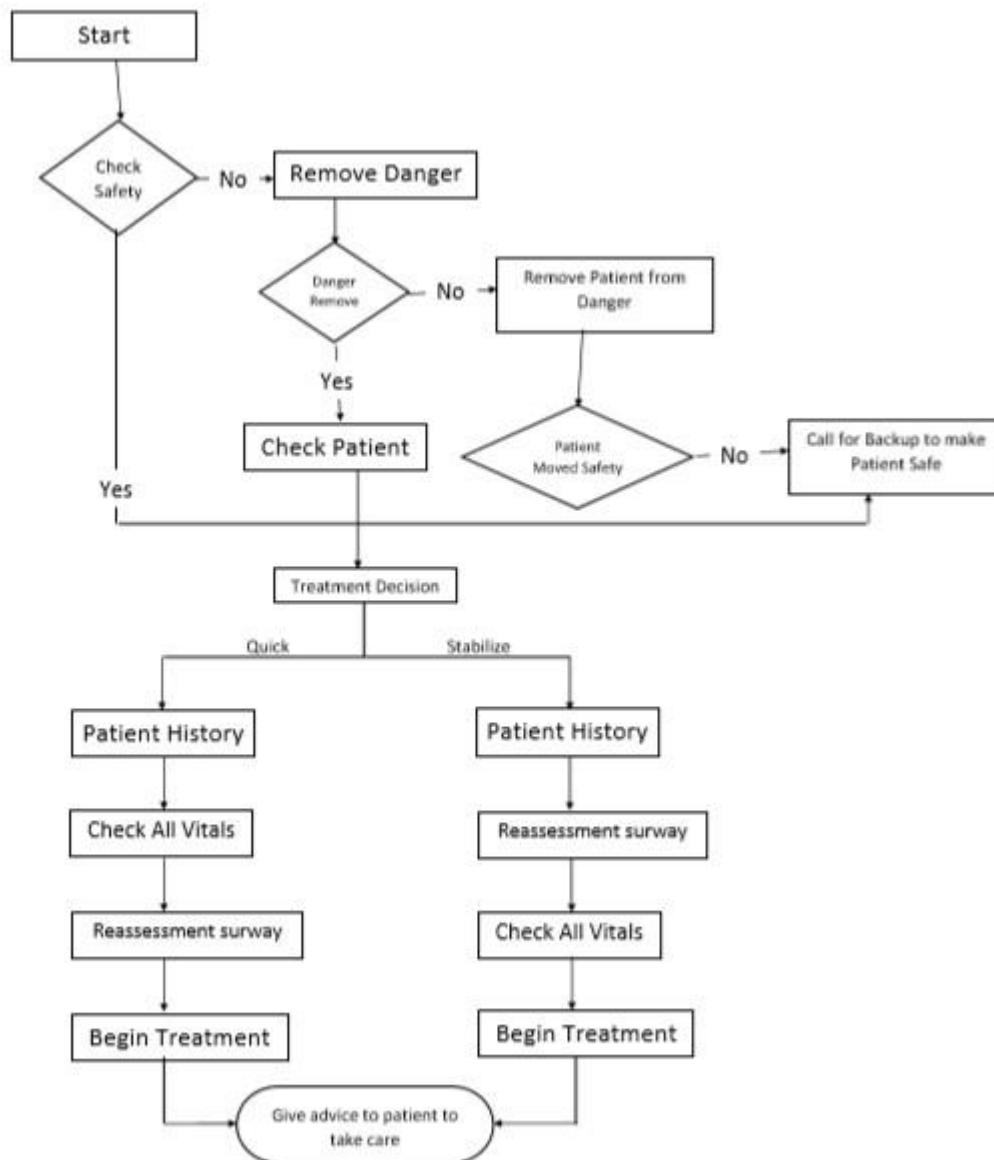 Start
Check
Safety
No
Remove Danger
Danger
Remove
No
Remove Patient from
Danger
Yes
Check Patient
Patient
Moved Safety
No
Call for Backup to make
Patient Safe
Yes
Treatment Decision
Quick
Stabilize
Patient History
Patient History
Check All Vitals
Reassessment surway
Reassessment surway
Check All Vitals
Begin Treatment
Begin Treatment
Give advice to patient to
take care